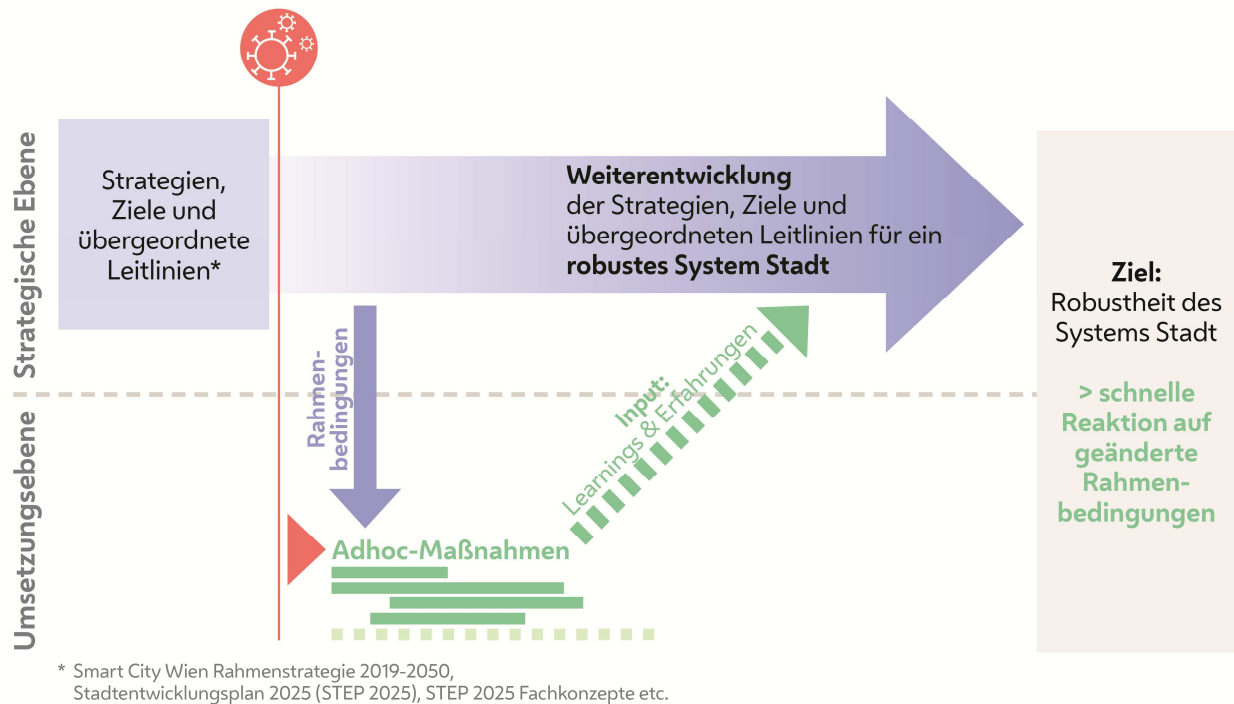 Strategische Ebene
Strategien,
Ziele und
übergeordnete
Leitlinien*
Weiterentwicklung
der Strategien, Ziele und
übergeordneten Leitlinien für ein
robustes System Stadt
Rahmen-
bedingungen
Input:
Learnings & Erfahrungen
Umsetzungsebene
Adhoc-Maßnahmen
Ziel:
Robustheit des
Systems Stadt
> schnelle
Reaktion auf
geänderte
Rahmen-
bedingungen
* Smart City Wien Rahmenstrategie 2019-2050,
Stadtentwicklungsplan 2025 (STEP 2025), STEP 2025 Fachkonzepte etc.